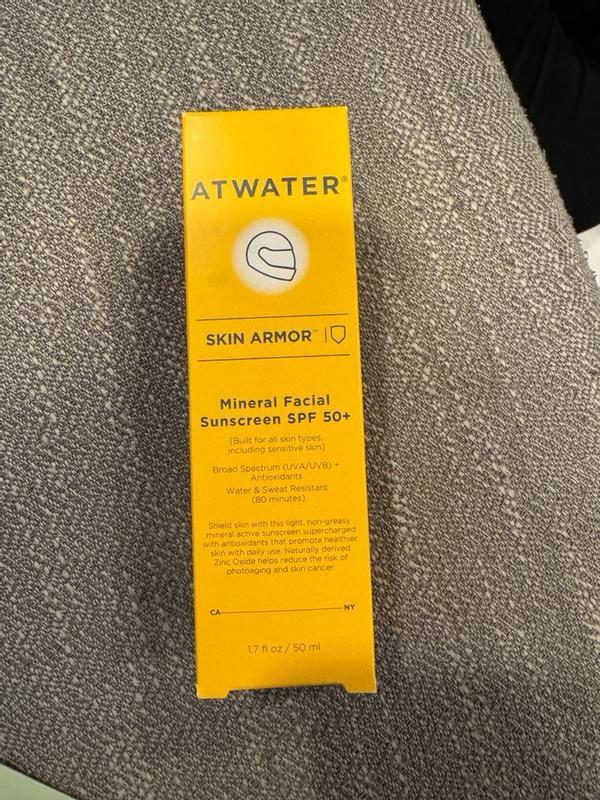 ATWATER®
SKIN ARMOR™
Mineral Facial
Sunscreen SPF 50+
[Built for all skin types,
including sensitive skin]
Broad Spectrum (UVA/UVB) +
Antioxidants
Water & Sweat Resistant
(80 minutes)
Shield skin with this light, non-greasy
mineral active sunscreen supercharged
with antioxidants that promote healthier
skin with daily use. Naturally derived
Zinc Oxide helps reduce the risk of
photoaging and skin cancer.
CA NY
1.7 fl oz / 50 ml